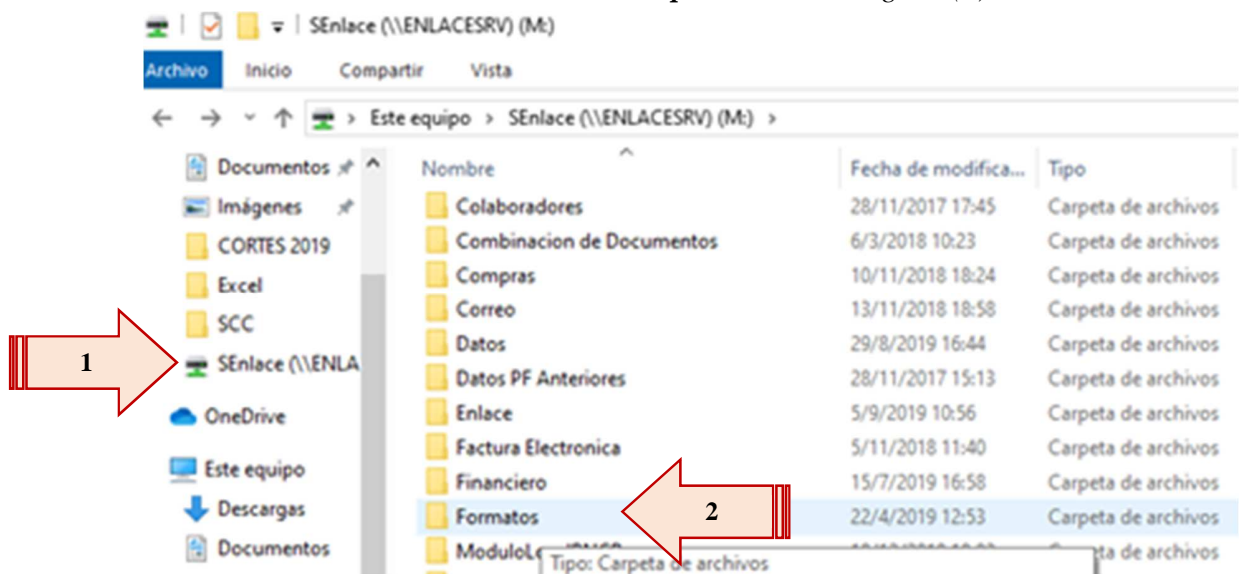 SEnlace (\\ENLACESRV) (M:)
Archivo Inicio Compartir Vista
Este equipo > SEnlace (\\ENLACESRV) (M:) >
Documentos
Imágenes
CORTES 2019
Excel
SCC
1
SEnlace (\\ENLA
OneDrive
Este equipo
Descargas
Documentos
Nombre Fecha de modifica... Tipo
Colaboradores 28/11/2017 17:45 Carpeta de archivos
Combinacion de Documentos 6/3/2018 10:23 Carpeta de archivos
Compras 10/11/2018 18:24 Carpeta de archivos
Correo 13/11/2018 18:58 Carpeta de archivos
Datos 29/8/2019 16:44 Carpeta de archivos
Datos PF Anteriores 28/11/2017 15:13 Carpeta de archivos
Enlace 5/9/2019 10:56 Carpeta de archivos
Factura Electronica 5/11/2018 11:40 Carpeta de archivos
Financiero 15/7/2019 16:58 Carpeta de archivos
Formatos 2 22/4/2019 12:53 Carpeta de archivos
Tipo: Carpeta de archivos